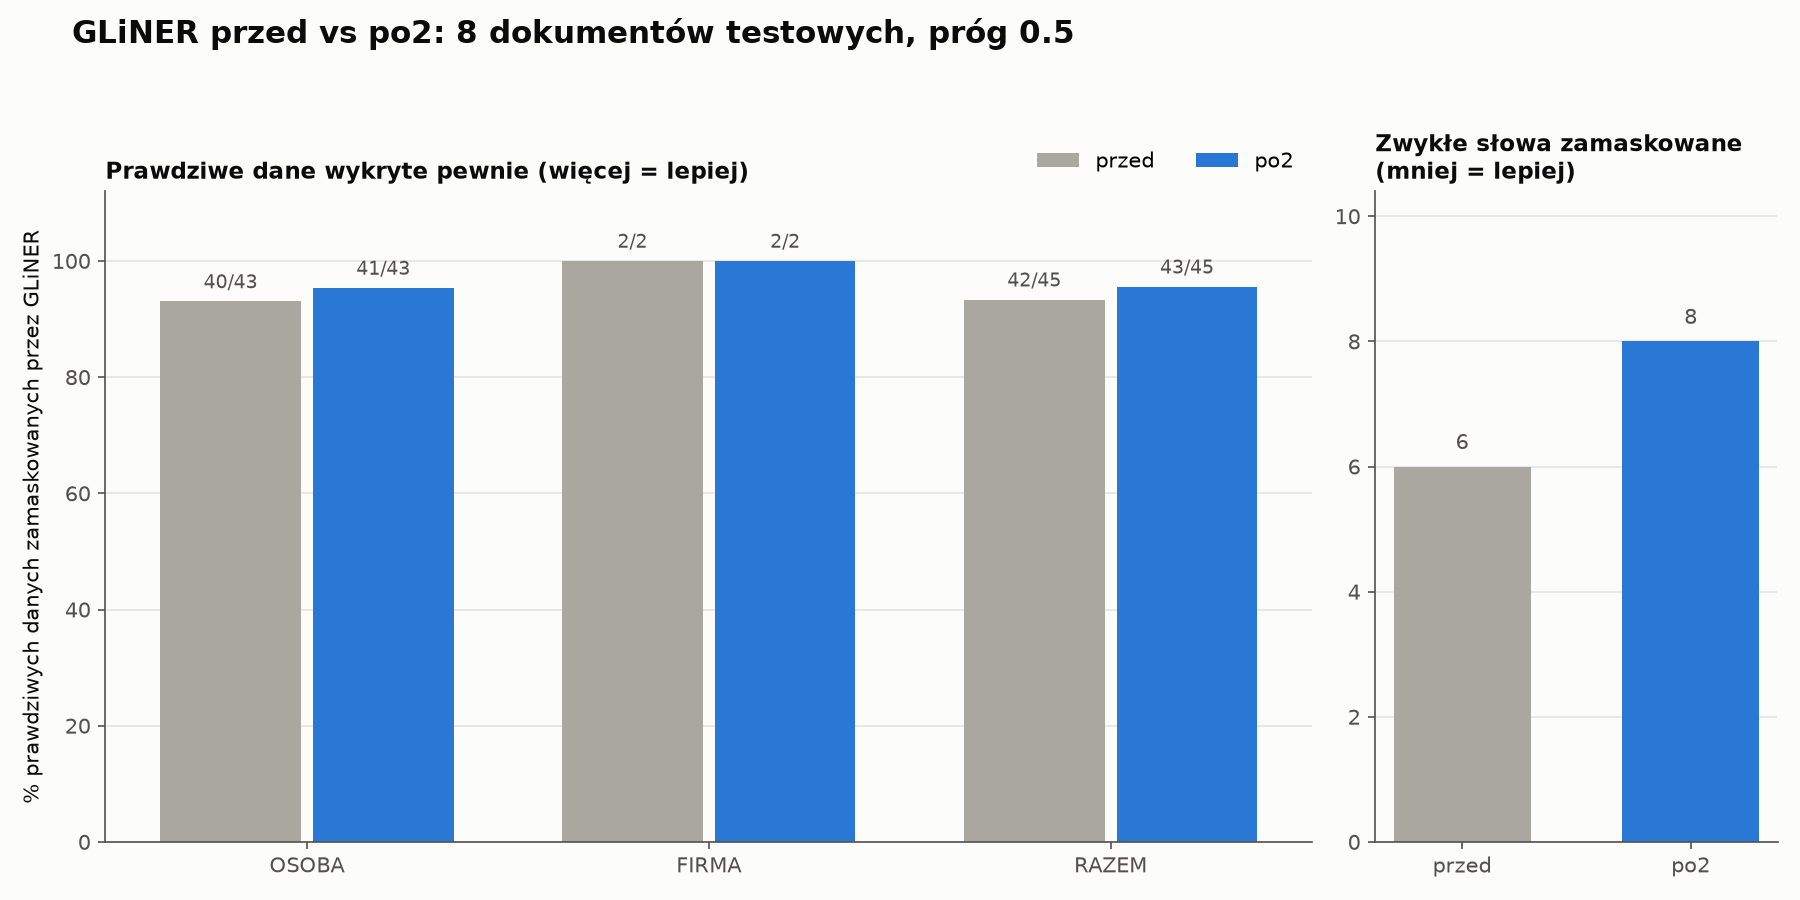 GLiNER przed vs po2: 8 dokumentów testowych, próg 0.5
Prawdziwe dane wykryte pewnie (więcej = lepiej)
przed
po2
% prawdziwych danych zamaskowanych przez GLiNER
100
80
60
40
20
0
40/43
41/43
2/2
2/2
42/45
43/45
OSOBA
FIRMA
RAZEM
Zwykłe słowa zamaskowane
(mniej = lepiej)
10
8
6
4
2
0
6
8
przed
po2